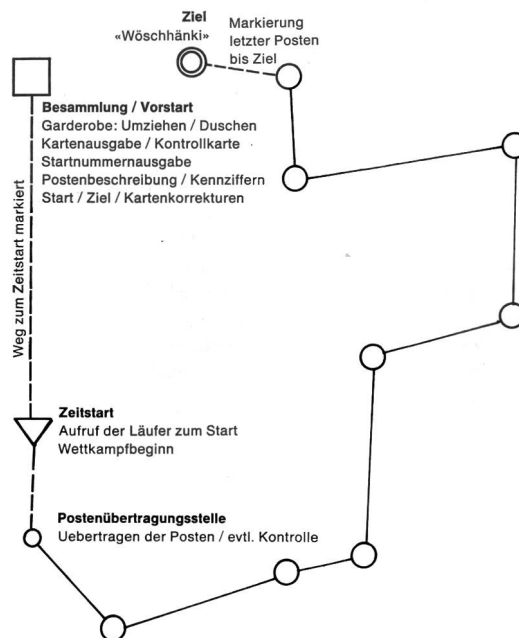 Ziel
«Wöschhänki»
Markierung
letzter Posten
bis Ziel
Besammlung / Vorstart
Garderobe: Umziehen / Duschen
Kartenausgabe / Kontrollkarte
Startnummernausgabe
Postenbeschreibung / Kennziffern
Start / Ziel / Kartenkorrekturen
Weg zum Zeitstart markiert
Zeitstart
Aufruf der Läufer zum Start
Wettkampfbeginn
Postenübertragungsstelle
Uebertragen der Posten / evtl. Kontrolle